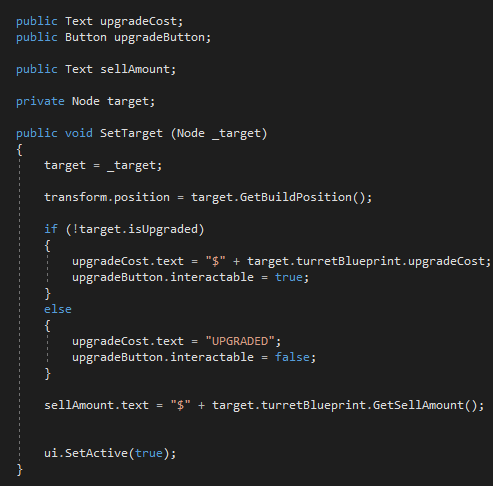 public Text upgradeCost;
public Button upgradeButton;
public Text sellAmount;
private Node target;
public void SetTarget (Node _target)
{
target = _target;
transform.position = target.GetBuildPosition();
if (!target.isUpgraded)
{
upgradeCost.text = "$" + target.turretBlueprint.upgradeCost;
upgradeButton.interactable = true;
}
else
{
upgradeCost.text = "UPGRADED";
upgradeButton.interactable = false;
}
sellAmount.text = "$" + target.turretBlueprint.GetSellAmount();
ui.SetActive(true);
}